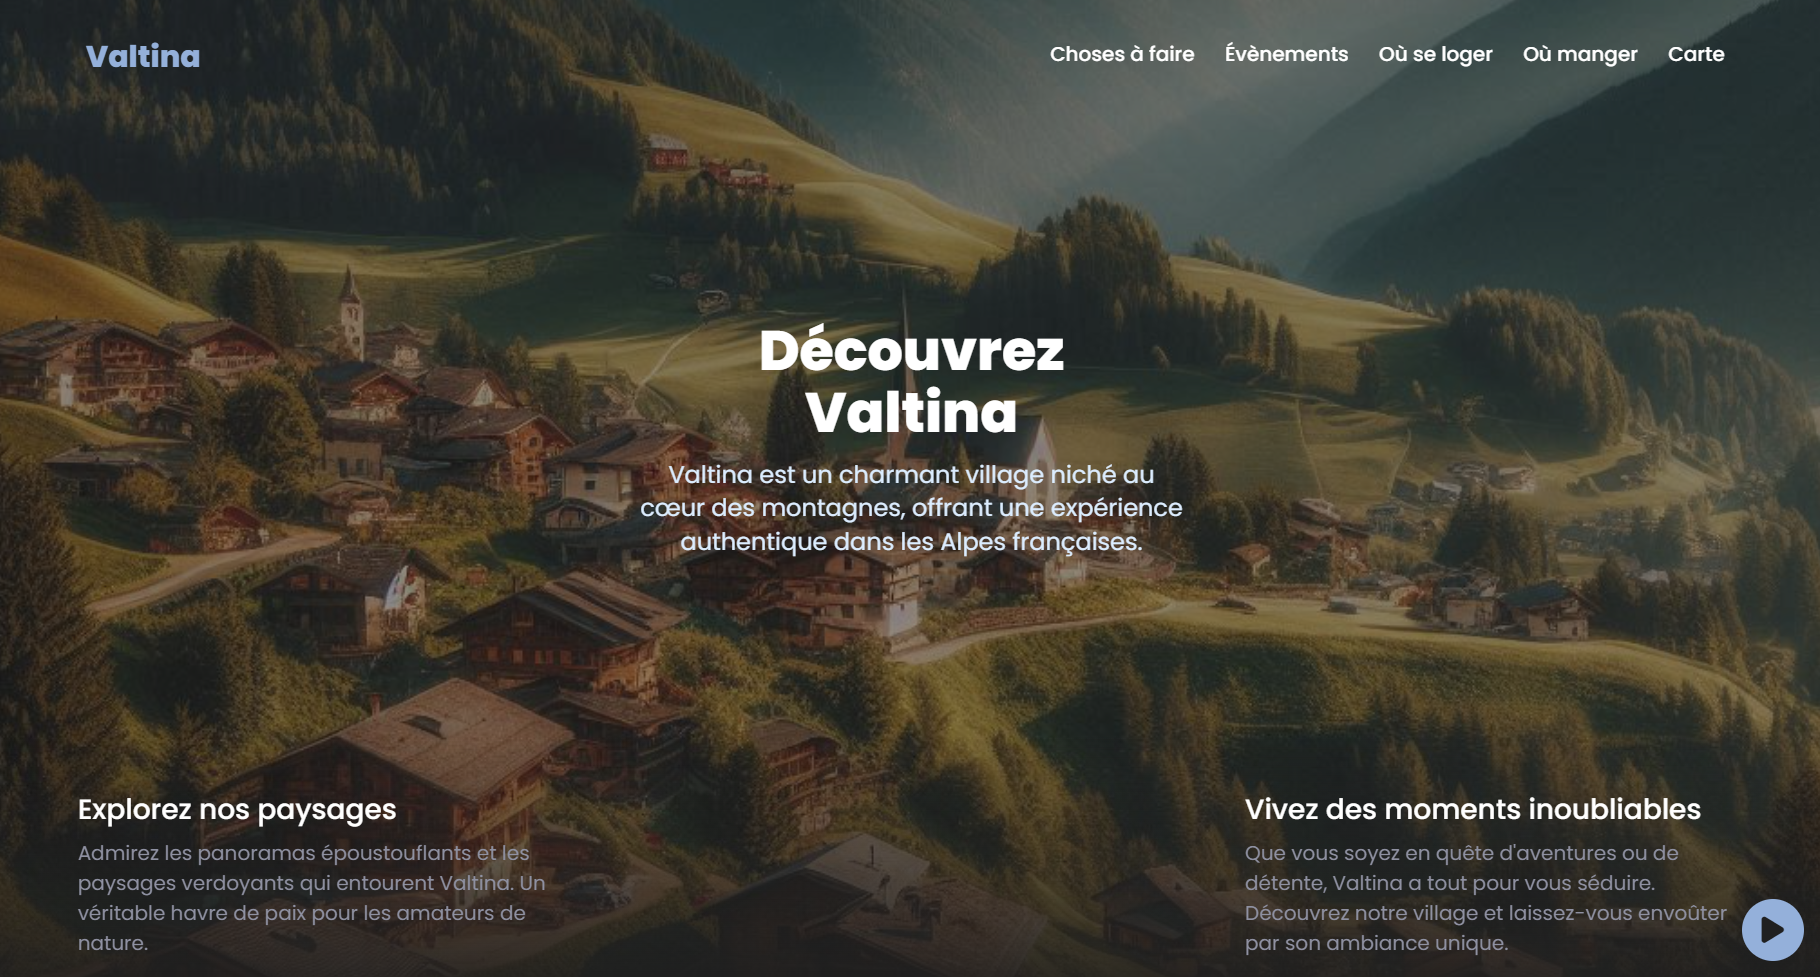 Valtina
Choses à faire
Évènements
Où se loger
Où manger
Carte
Découvrez
Valtina
Valtina est un charmant village niché au
cœur des montagnes, offrant une expérience
authentique dans les Alpes françaises.
Explorez nos paysages
Admirez les panoramas époustouflants et les
paysages verdoyants qui entourent Valtina. Un
véritable havre de paix pour les amateurs de
nature.
Vivez des moments inoubliables
Que vous soyez en quête d'aventures ou de
détente, Valtina a tout pour vous séduire.
Découvrez notre village et laissez-vous envoûter
par son ambiance unique.